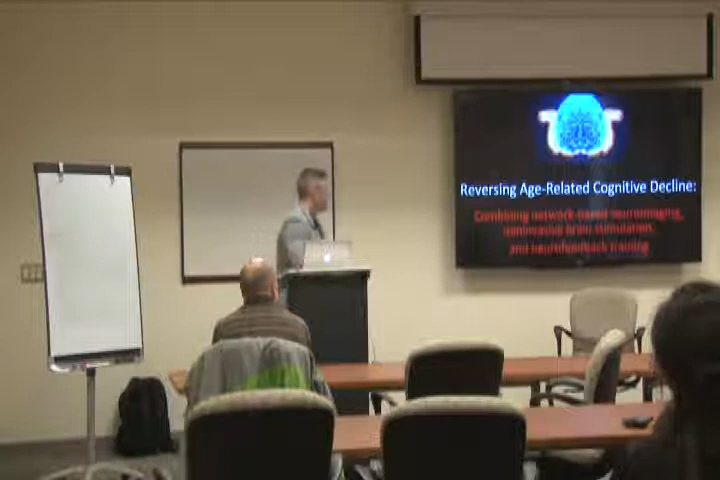 Reversing Age-Related Cognitive Decline:
Combining network-based neuroimaging,
noninvasive brain stimulation,
and neurofeedback training